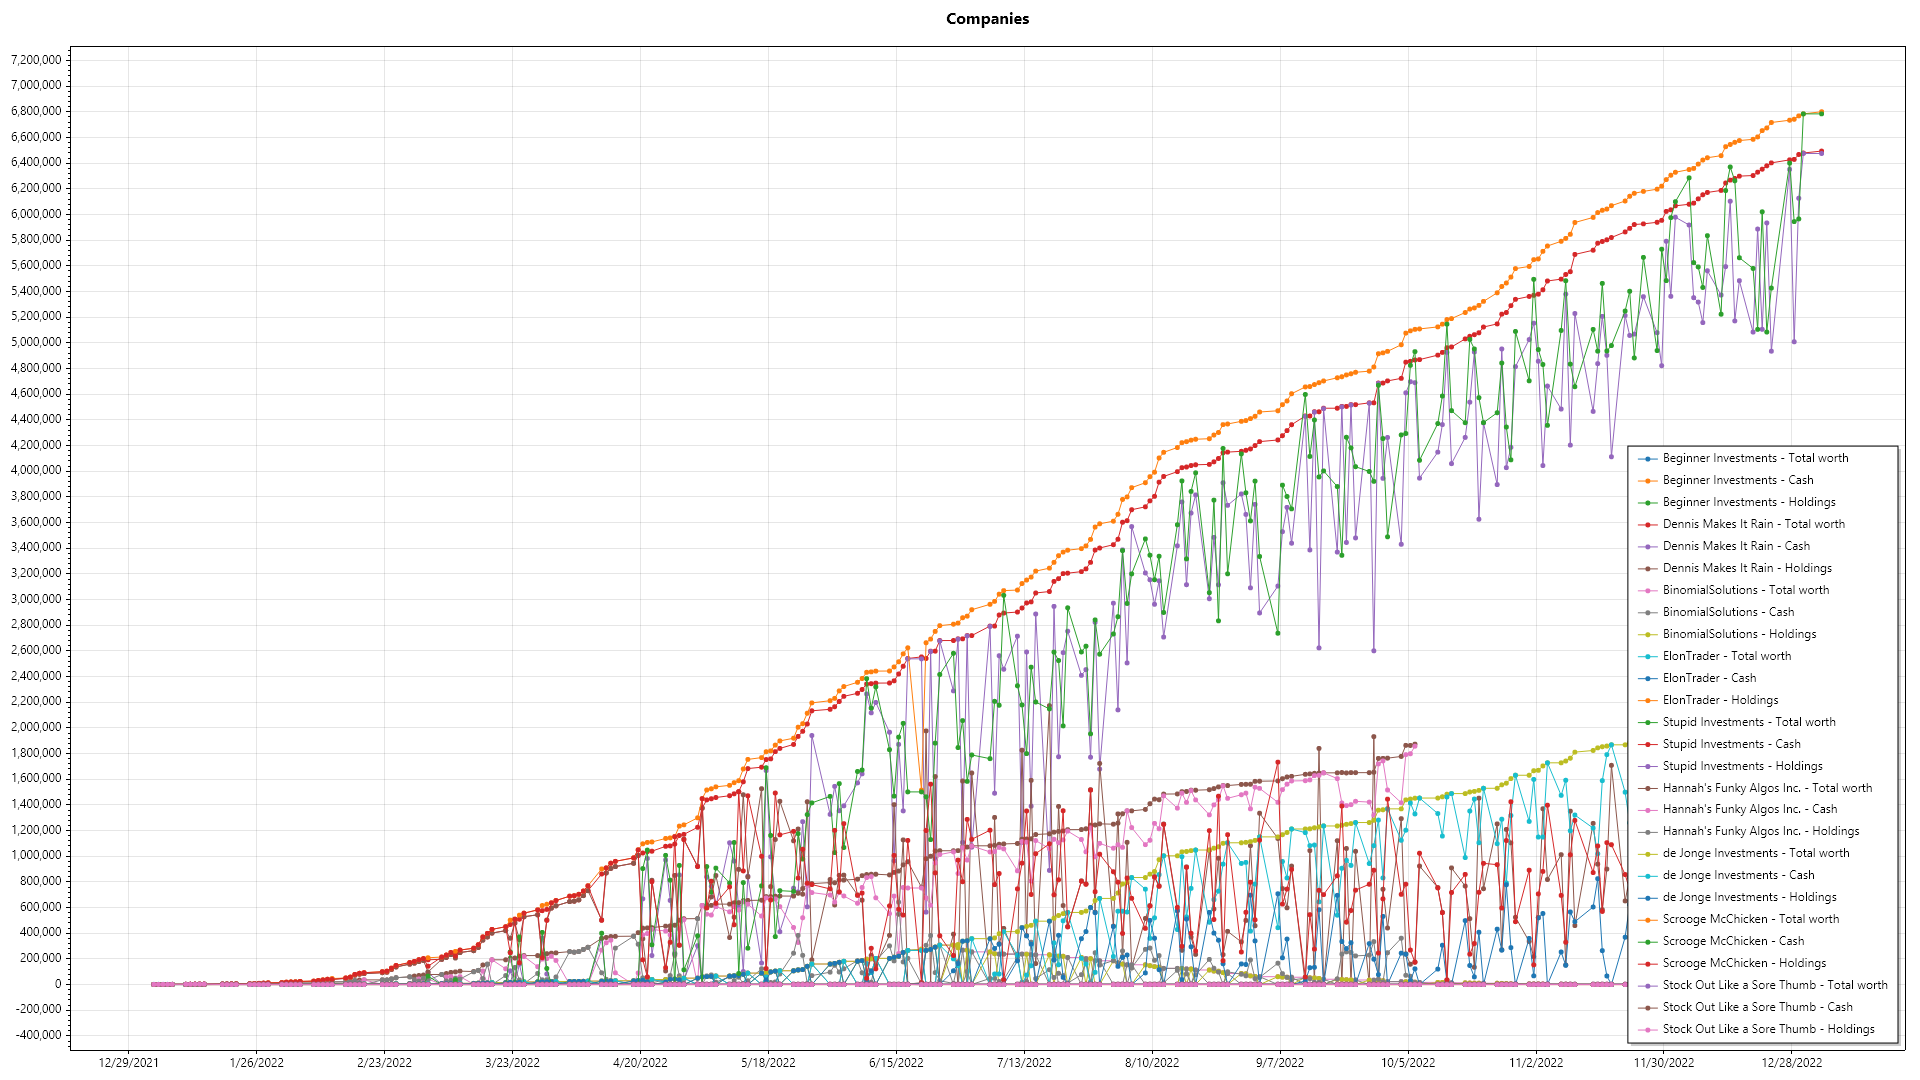 Companies
7,200,000
7,000,000
6,800,000
6,600,000
6,400,000
6,200,000
6,000,000
5,800,000
5,600,000
5,400,000
5,200,000
5,000,000
4,800,000
4,600,000
4,400,000
4,200,000
4,000,000
3,800,000
3,600,000
3,400,000
3,200,000
3,000,000
2,800,000
2,600,000
2,400,000
2,200,000
2,000,000
1,800,000
1,600,000
1,400,000
1,200,000
1,000,000
800,000
600,000
400,000
200,000
0
-200,000
-400,000
12/29/2021 1/26/2022 2/23/2022 3/23/2022 4/20/2022 5/18/2022 6/15/2022 7/13/2022 8/10/2022 9/7/2022 10/5/2022 11/2/2022 11/30/2022 12/28/2022
Beginner Investments - Total worth
Beginner Investments - Cash
Beginner Investments - Holdings
Dennis Makes It Rain - Total worth
Dennis Makes It Rain - Cash
Dennis Makes It Rain - Holdings
BinomialSolutions - Total worth
BinomialSolutions - Cash
BinomialSolutions - Holdings
ElonTrader - Total worth
ElonTrader - Cash
ElonTrader - Holdings
Stupid Investments - Total worth
Stupid Investments - Cash
Stupid Investments - Holdings
Hannah's Funky Algos Inc. - Total worth
Hannah's Funky Algos Inc. - Cash
Hannah's Funky Algos Inc. - Holdings
de Jonge Investments - Total worth
de Jonge Investments - Cash
de Jonge Investments - Holdings
Scrooge McChicken - Total worth
Scrooge McChicken - Cash
Scrooge McChicken - Holdings
Stock Out Like a Sore Thumb - Total worth
Stock Out Like a Sore Thumb - Cash
Stock Out Like a Sore Thumb - Holdings